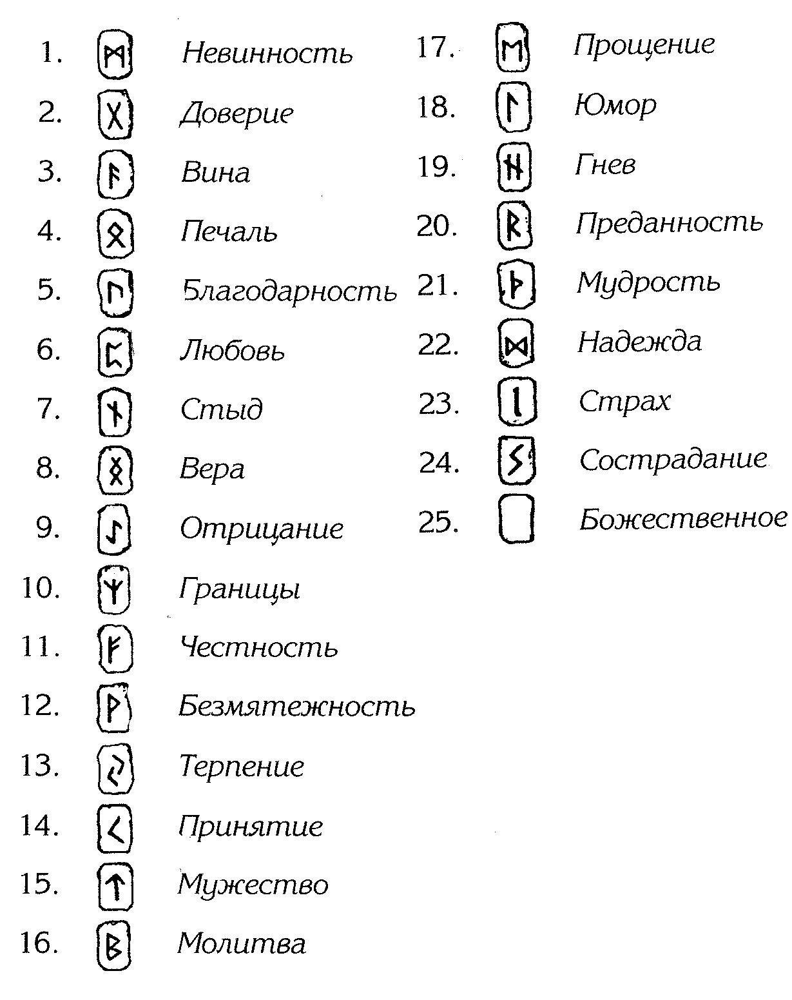 1. ᛗ Невинность
2. ᚷ Доверие
3. ᚨ Вина
4. ᛟ Печаль
5. ᚢ Благодарность
6. ᛈ Любовь
7. ᚾ Стыд
8. ᛝ Вера
9. ᛇ Отрицание
10. ᛉ Границы
11. ᚠ Честность
12. ᚹ Безмятежность
13. ᛃ Терпение
14. ᚲ Принятие
15. ᛏ Мужество
16. ᛒ Молитва
17. ᛖ Прощение
18. ᛚ Юмор
19. ᚺ Гнев
20. ᚱ Преданность
21. ᚦ Мудрость
22. ᛞ Надежда
23. ᛁ Страх
24. ᛊ Сострадание
25. Божественное